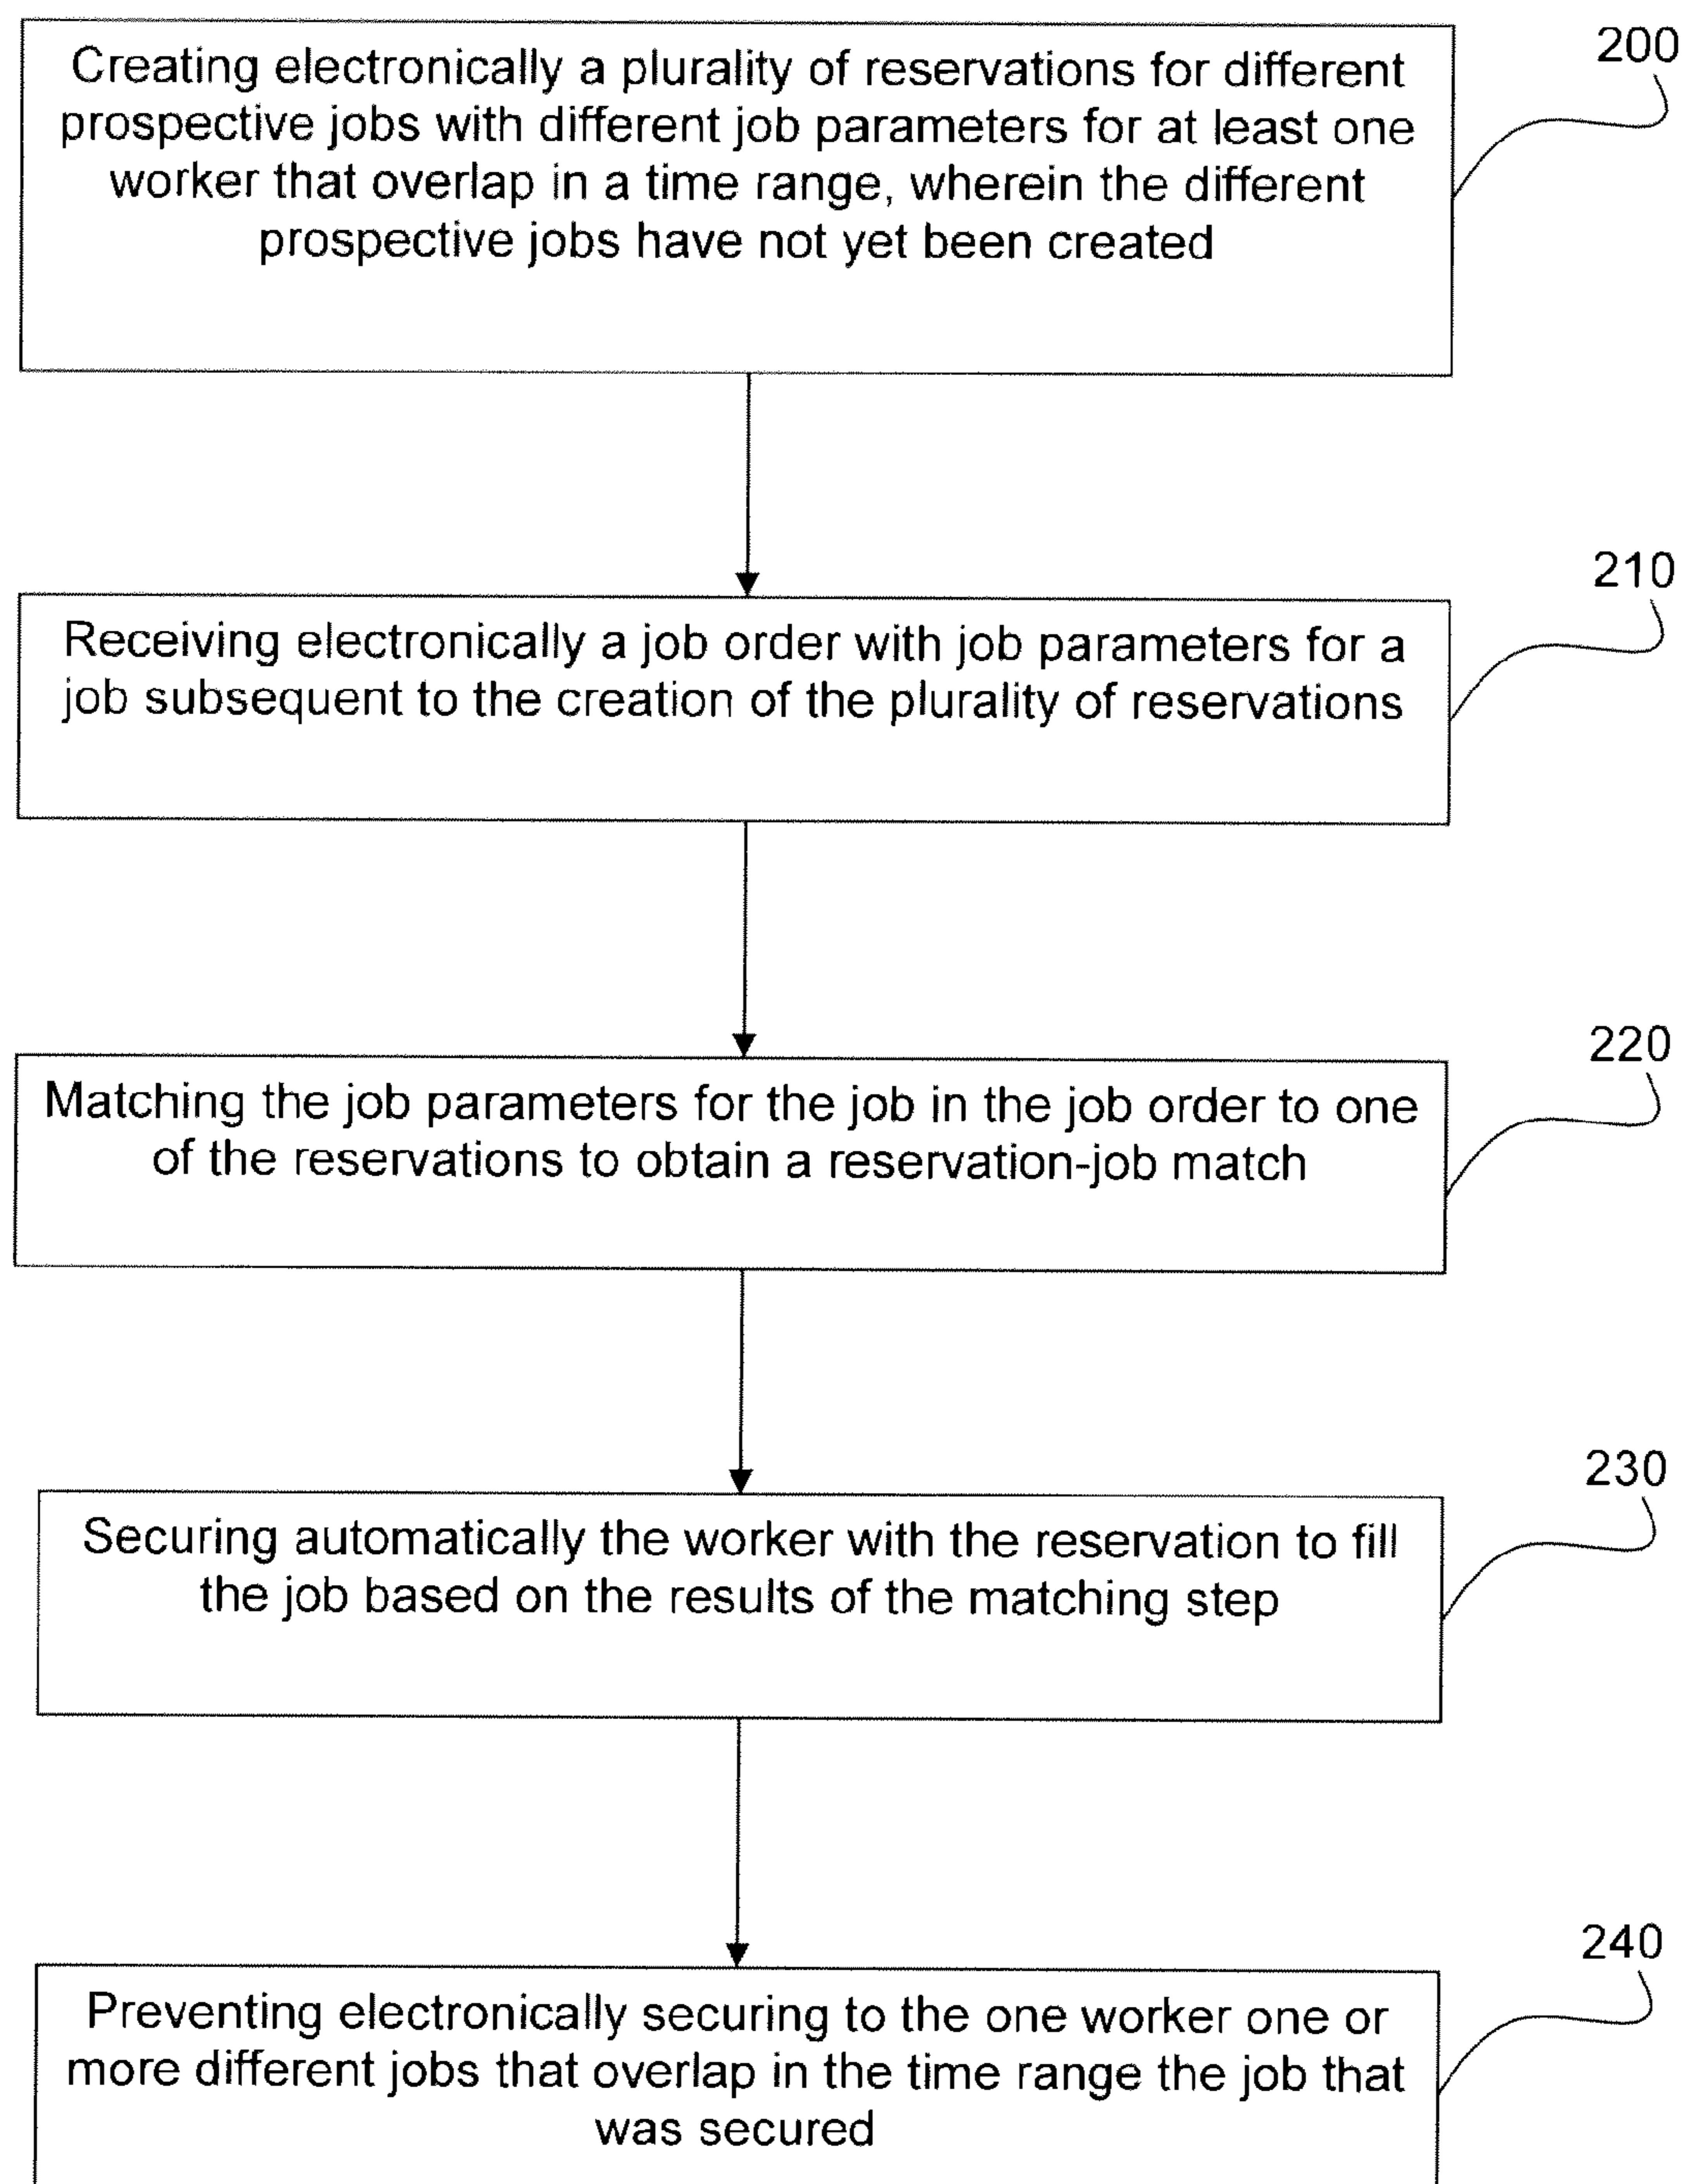 Creating electronically a plurality of reservations for different
prospective jobs with different job parameters for at least one
worker that overlap in a time range, wherein the different
prospective jobs have not yet been created
200
Receiving electronically a job order with job parameters for a
job subsequent to the creation of the plurality of reservations
210
Matching the job parameters for the job in the job order to one
of the reservations to obtain a reservation-job match
220
Securing automatically the worker with the reservation to fill
the job based on the results of the matching step
230
Preventing electronically securing to the one worker one or
more different jobs that overlap in the time range the job that
was secured
240